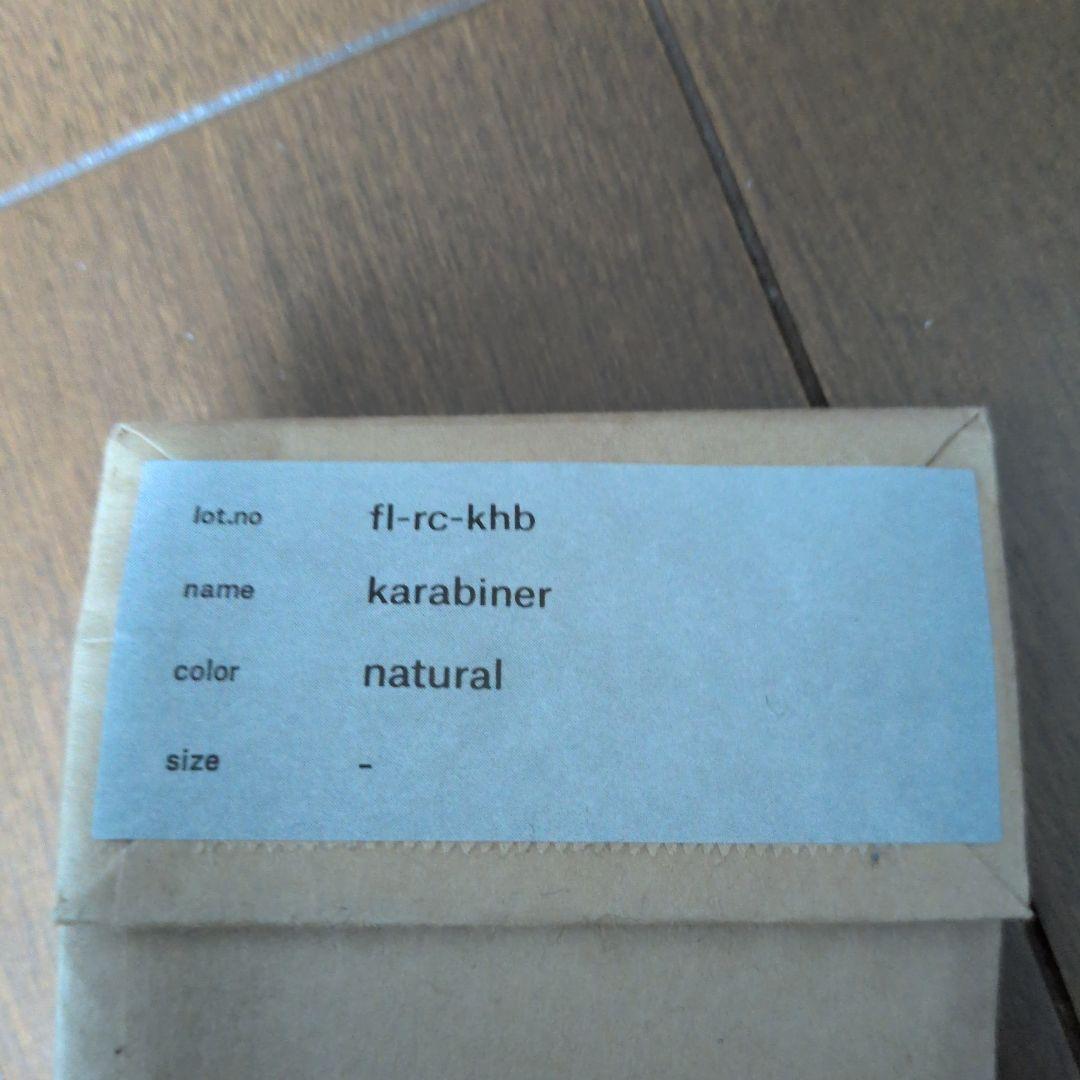 lot.no fl-rc-khb
name karabiner
color natural
size -